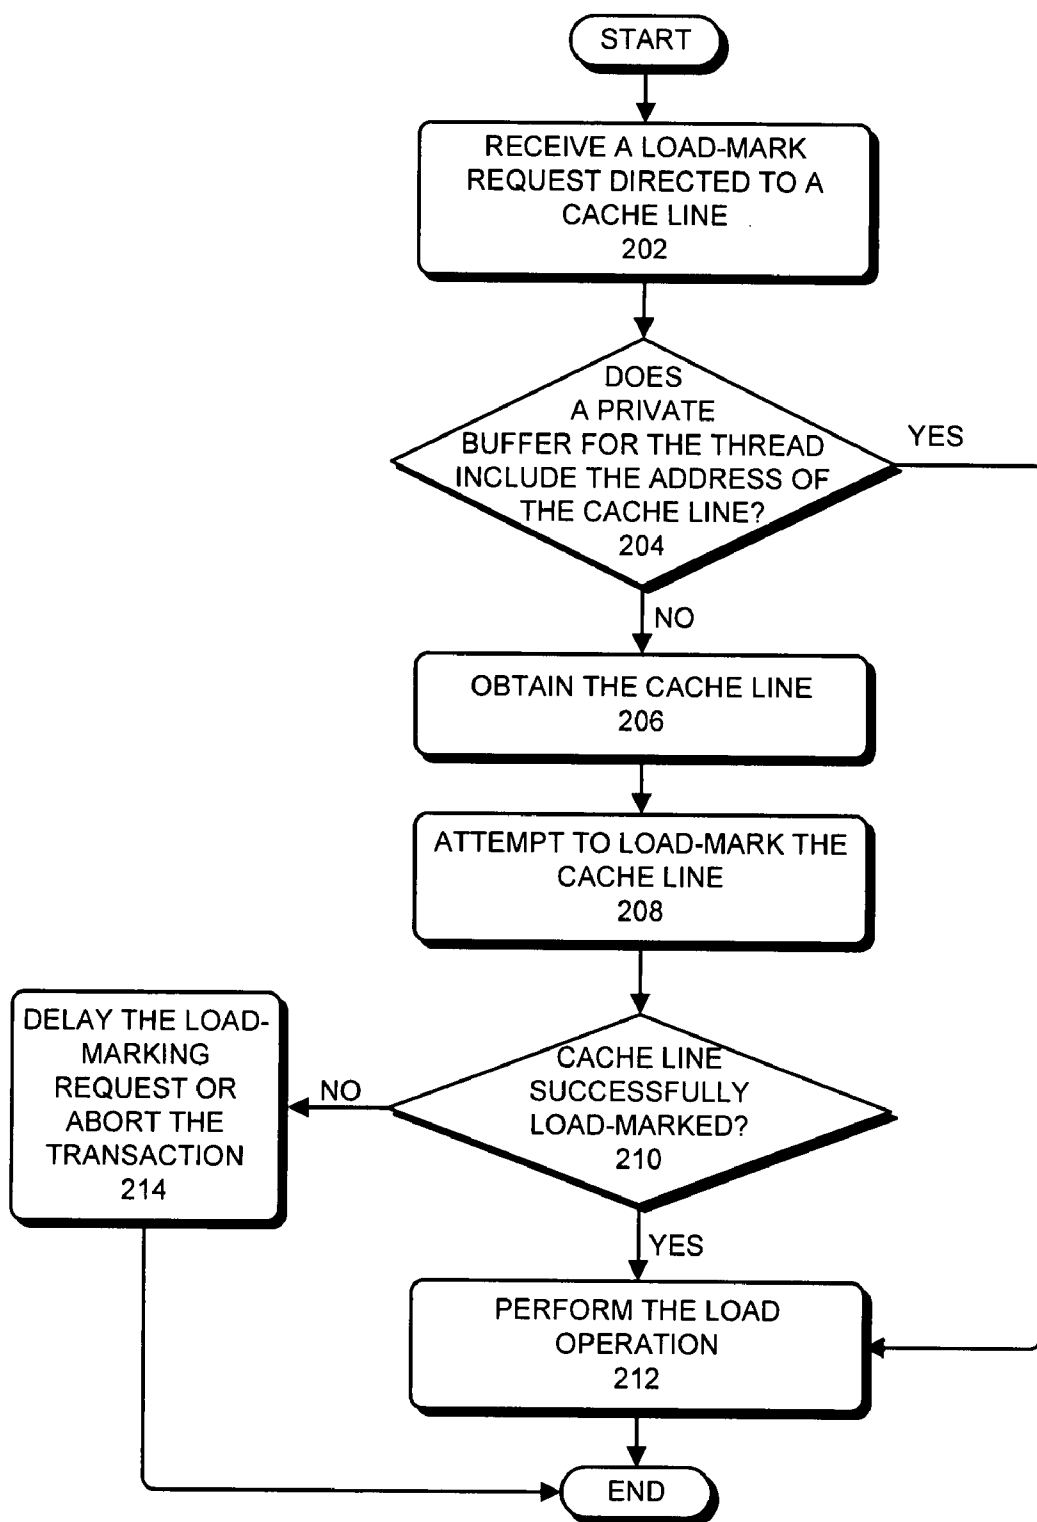 START
RECEIVE A LOAD-MARK
REQUEST DIRECTED TO A
CACHE LINE
202
DOES
A PRIVATE
BUFFER FOR THE THREAD
INCLUDE THE ADDRESS OF
THE CACHE LINE?
204
YES
NO
OBTAIN THE CACHE LINE
206
ATTEMPT TO LOAD-MARK THE
CACHE LINE
208
CACHE LINE
SUCCESSFULLY
LOAD-MARKED?
210
NO
DELAY THE LOAD-
MARKING
REQUEST OR
ABORT THE
TRANSACTION
214
YES
PERFORM THE LOAD
OPERATION
212
END